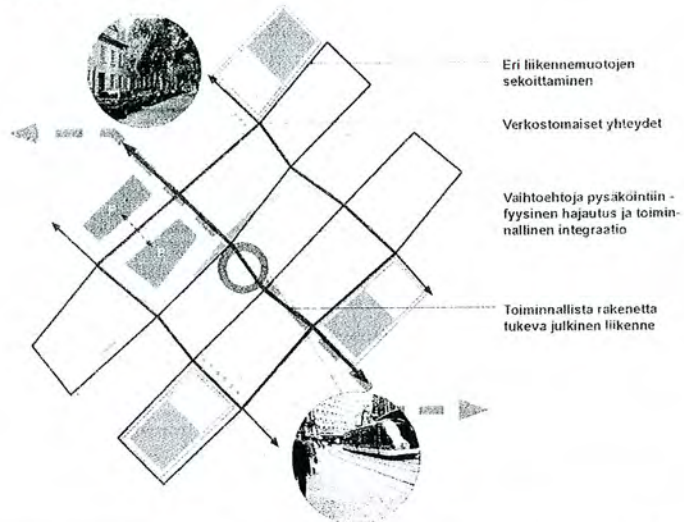 Eri liikennemuotojen
sekoittaminen
Verkostomaiset yhteydet
Vaihtoehtoja pysäköintiin -
fyysinen hajautus ja toimin-
nallinen integraatio
P
P
Toiminnallista rakenetta
tukeva julkinen liikenne